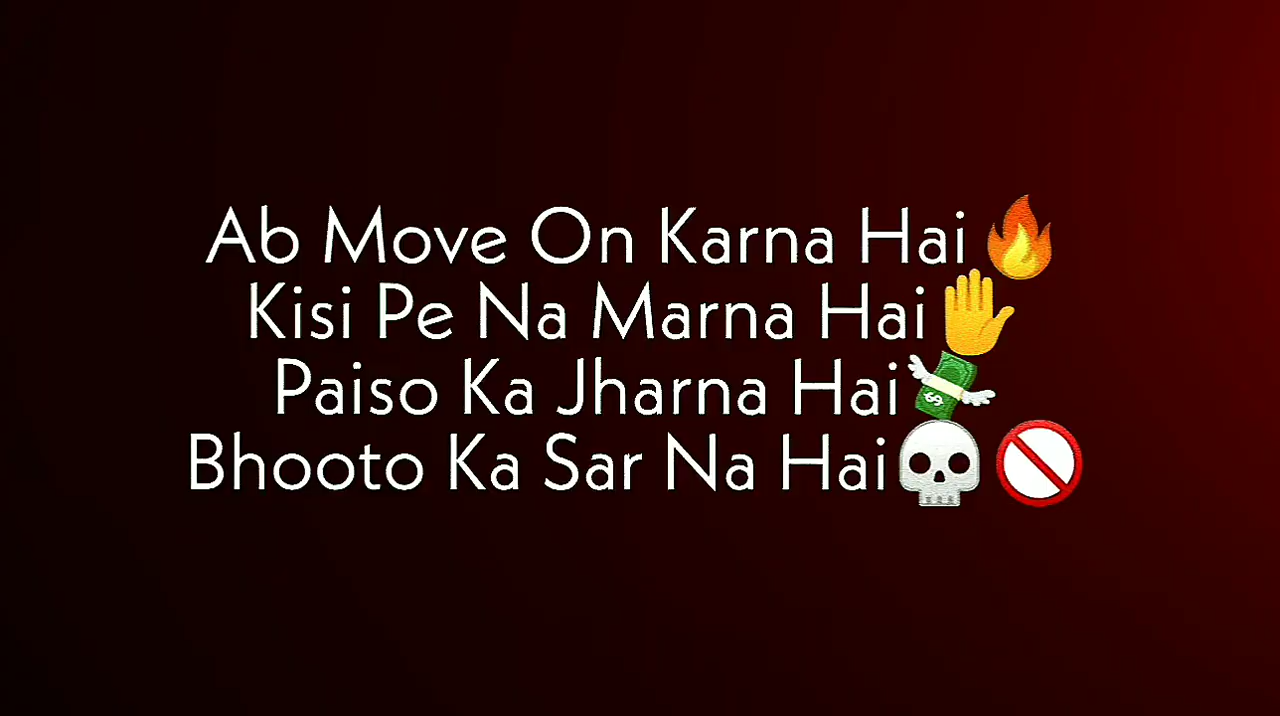 Ab Move On Karna Hai 🔥
Kisi Pe Na Marna Hai ✋
Paiso Ka Jharna Hai 💸
Bhooto Ka Sar Na Hai 💀 🚫